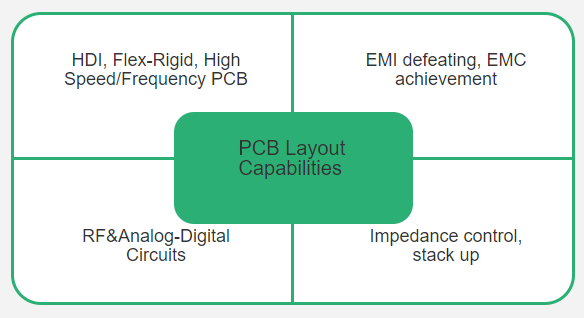 HDI, Flex-Rigid, High
Speed/Frequency PCB
EMI defeating, EMC
achievement
PCB Layout
Capabilities
RF&Analog-Digital
Circuits
Impedance control,
stack up